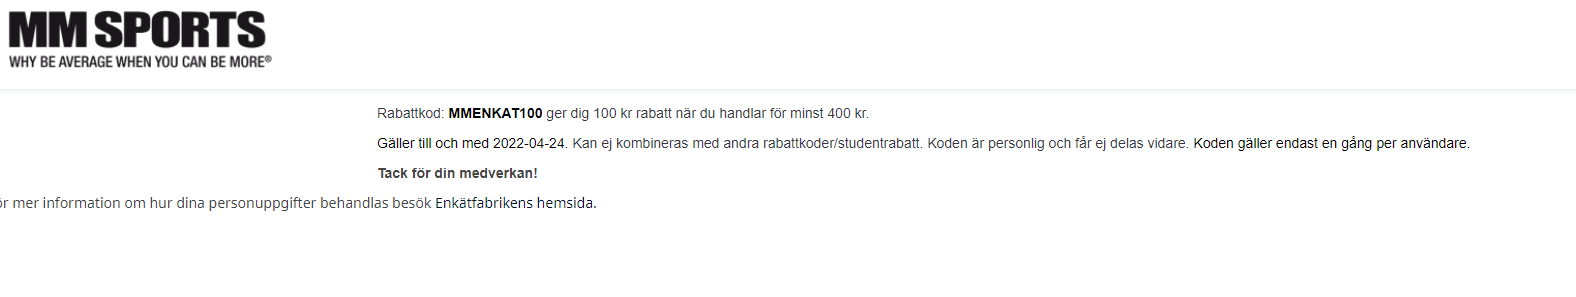 MM SPORTS
WHY BE AVERAGE WHEN YOU CAN BE MORE®
Rabattkod: MMENKAT100 ger dig 100 kr rabatt när du handlar för minst 400 kr.
Gäller till och med 2022-04-24. Kan ej kombineras med andra rabattkoder/studentrabatt. Koden är personlig och får ej delas vidare. Koden gäller endast en gång per användare.
Tack för din medverkan!
ör mer information om hur dina personuppgifter behandlas besök Enkätfabrikens hemsida.